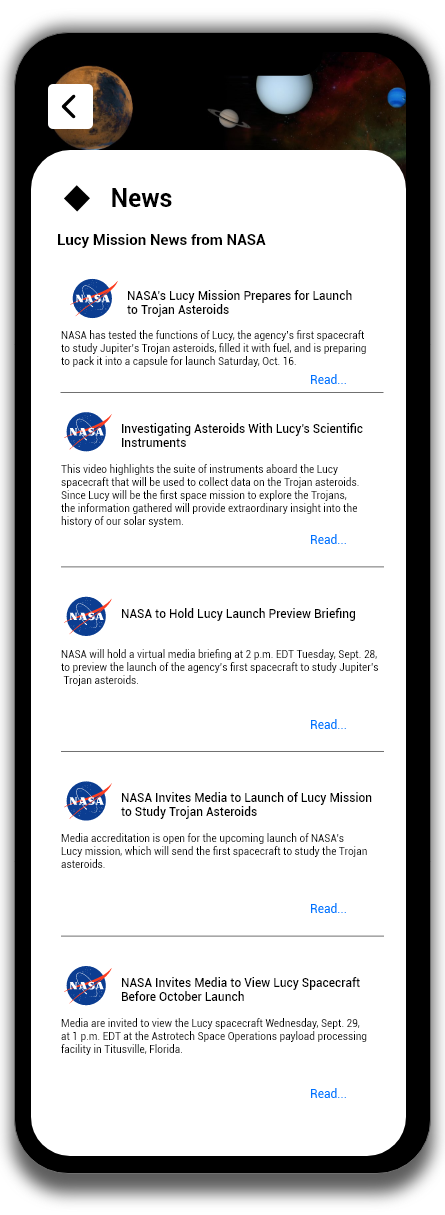 News
Lucy Mission News from NASA
NASA
NASA's Lucy Mission Prepares for Launch
to Trojan Asteroids
NASA has tested the functions of Lucy, the agency's first spacecraft
to study Jupiter's Trojan asteroids, filled it with fuel, and is preparing
to pack it into a capsule for launch Saturday, Oct. 16.
Read...
NASA
Investigating Asteroids With Lucy's Scientific
Instruments
This video highlights the suite of instruments aboard the Lucy
spacecraft that will be used to collect data on the Trojan asteroids.
Since Lucy will be the first space mission to explore the Trojans,
the information gathered will provide extraordinary insight into the
history of our solar system.
Read...
NASA
NASA to Hold Lucy Launch Preview Briefing
NASA will hold a virtual media briefing at 2 p.m. EDT Tuesday, Sept. 28,
to preview the launch of the agency's first spacecraft to study Jupiter's
Trojan asteroids.
Read...
NASA
NASA Invites Media to Launch of Lucy Mission
to Study Trojan Asteroids
Media accreditation is open for the upcoming launch of NASA's
Lucy mission, which will send the first spacecraft to study the Trojan
asteroids.
Read...
NASA
NASA Invites Media to View Lucy Spacecraft
Before October Launch
Media are invited to view the Lucy spacecraft Wednesday, Sept. 29,
at 1 p.m. EDT at the Astrotech Space Operations payload processing
facility in Titusville, Florida.
Read...